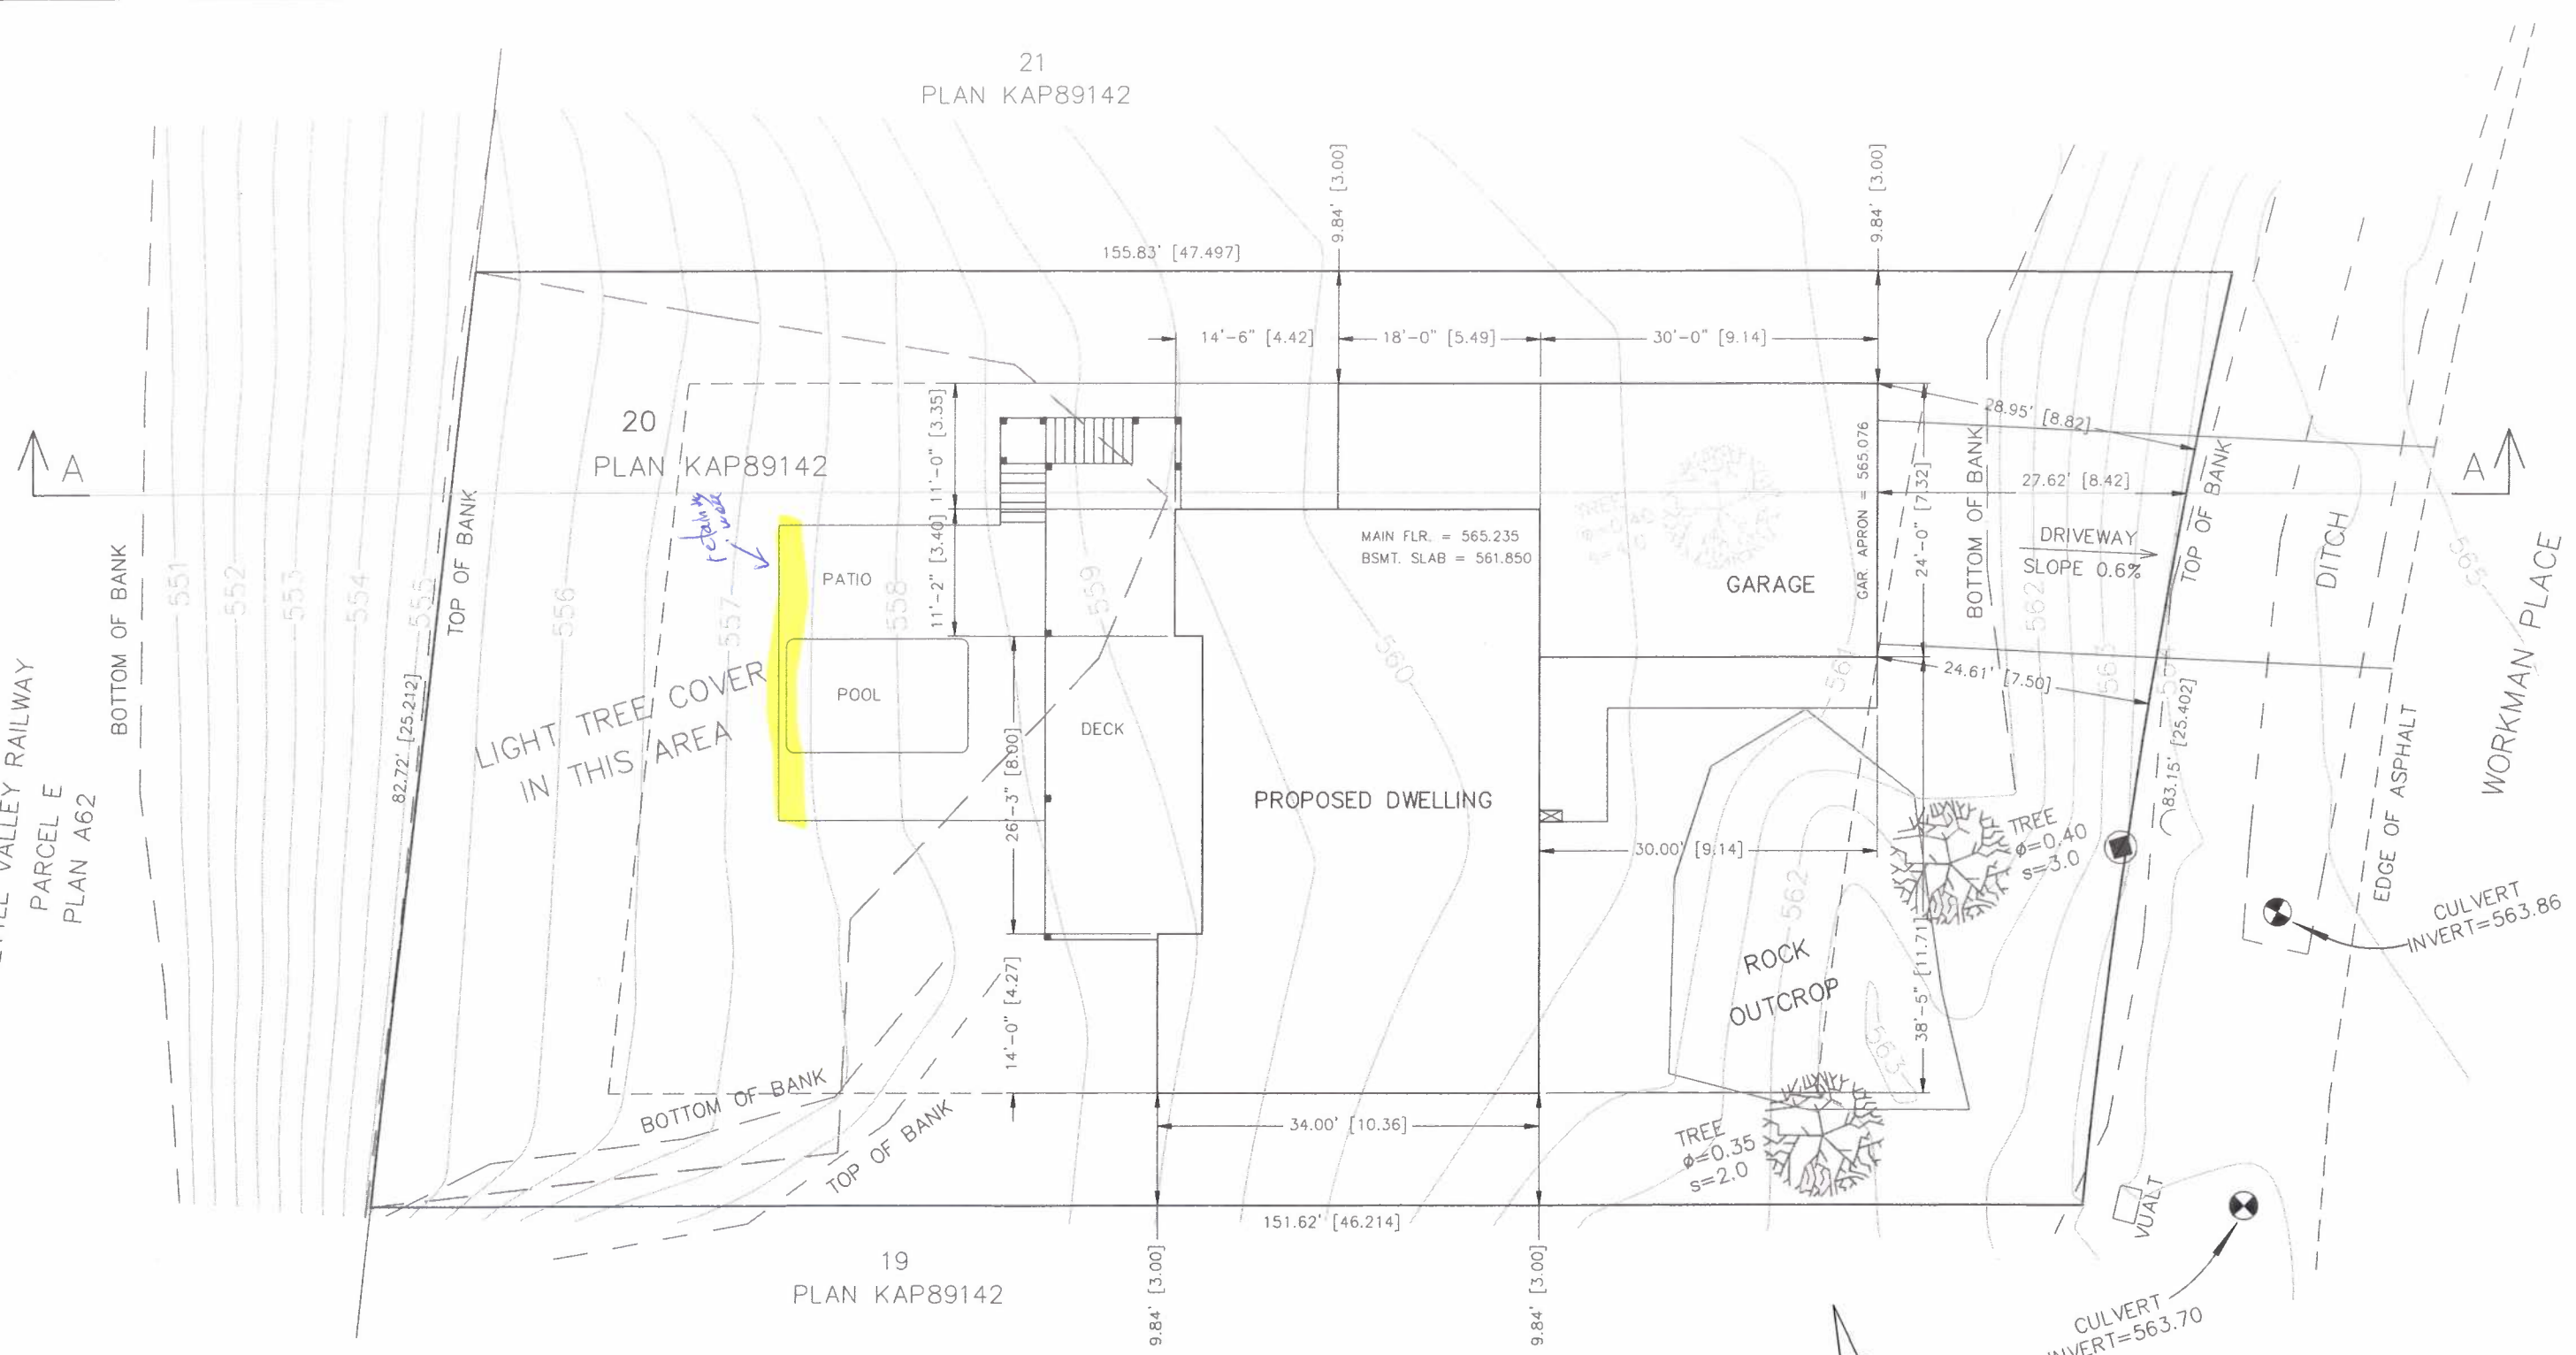 21
PLAN KAP89142
155.83' [47.497]
9.84' [3.00]
9.84' [3.00]
14'-6" [4.42]
18'-0" [5.49]
30'-0" [9.14]
20
PLAN KAP89142
retaining
wall
A
A
11'-0" [3.35]
11'-2" [3.40]
26'-3" [8.00]
14'-0" [4.27]
PATIO
POOL
DECK
MAIN FLR. = 565.235
BSMT. SLAB = 561.850
PROPOSED DWELLING
GARAGE
GAR. APRON = 565.076
24'-0" [7.32]
38'-5" [11.71]
28.95' [8.82]
27.62' [8.42]
24.61' [7.50]
DRIVEWAY
SLOPE 0.6%
BOTTOM OF BANK
TOP OF BANK
DITCH
EDGE OF ASPHALT
WORKMAN PLACE
83.15' [25.402]
30.00' [9.14]
ROCK
OUTCROP
TREE
ø=0.40
s=3.0
TREE
ø=0.35
s=2.0
CULVERT
INVERT=563.86
CULVERT
INVERT=563.70
VUALT
34.00' [10.36]
151.62' [46.214]
9.84' [3.00]
9.84' [3.00]
19
PLAN KAP89142
BOTTOM OF BANK
TOP OF BANK
LIGHT TREE COVER
IN THIS AREA
82.72' [25.212]
TOP OF BANK
BOTTOM OF BANK
VALLEY RAILWAY
PARCEL E
PLAN A62
551
552
553
554
555
556
557
558
559
560
561
562
562
563
563
565